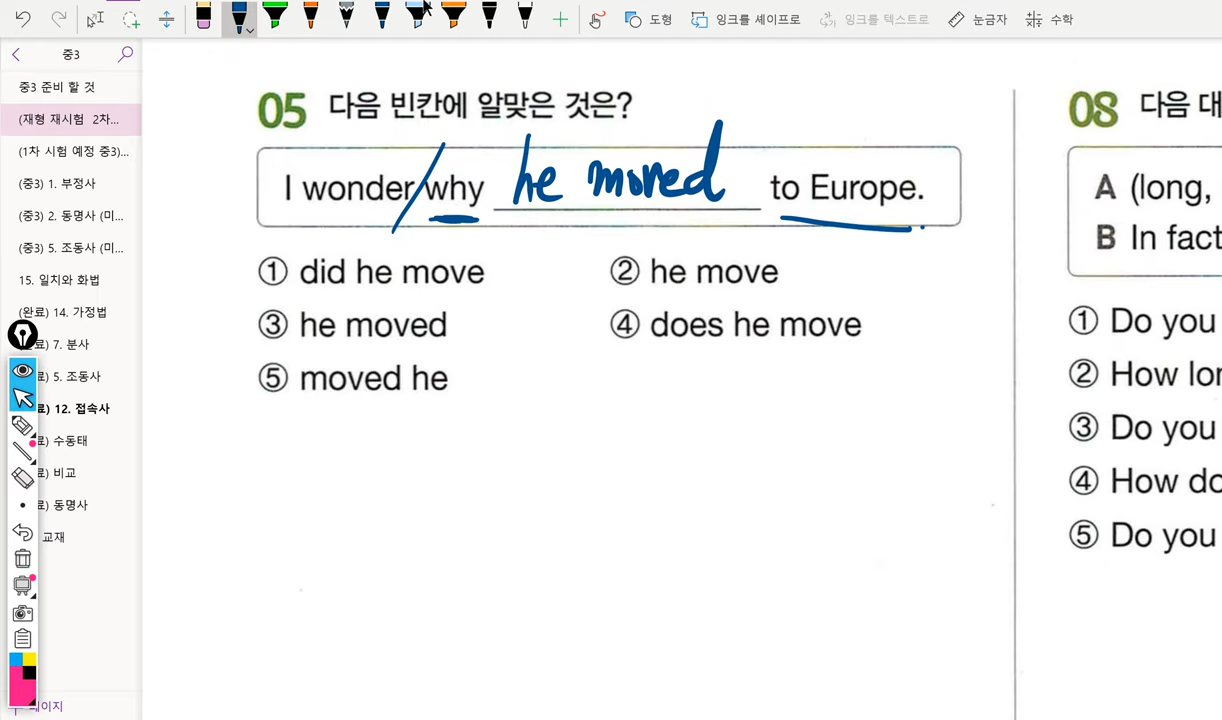 도형
잉크를 셰이프로
잉크를 텍스트로
눈금자
수학
중3
중3 준비 할 것
(재형 재시험 2차...
(1차 시험 예정 중3)...
(중3) 1. 부정사
(중3) 2. 동명사 (미...
(중3) 5. 조동사 (미...
15. 일치와 화법
(완료) 14. 가정법
료) 7. 분사
료) 5. 조동사
료) 12. 접속사
료) 수동태
료) 비교
료) 동명사
교재
페이지
05 다음 빈칸에 알맞은 것은?
I wonder / why he moved to Europe.
① did he move ② he move
③ he moved ④ does he move
⑤ moved he
08 다음 대
A (long,
B In fact
① Do you
② How lon
③ Do you
④ How do
⑤ Do you